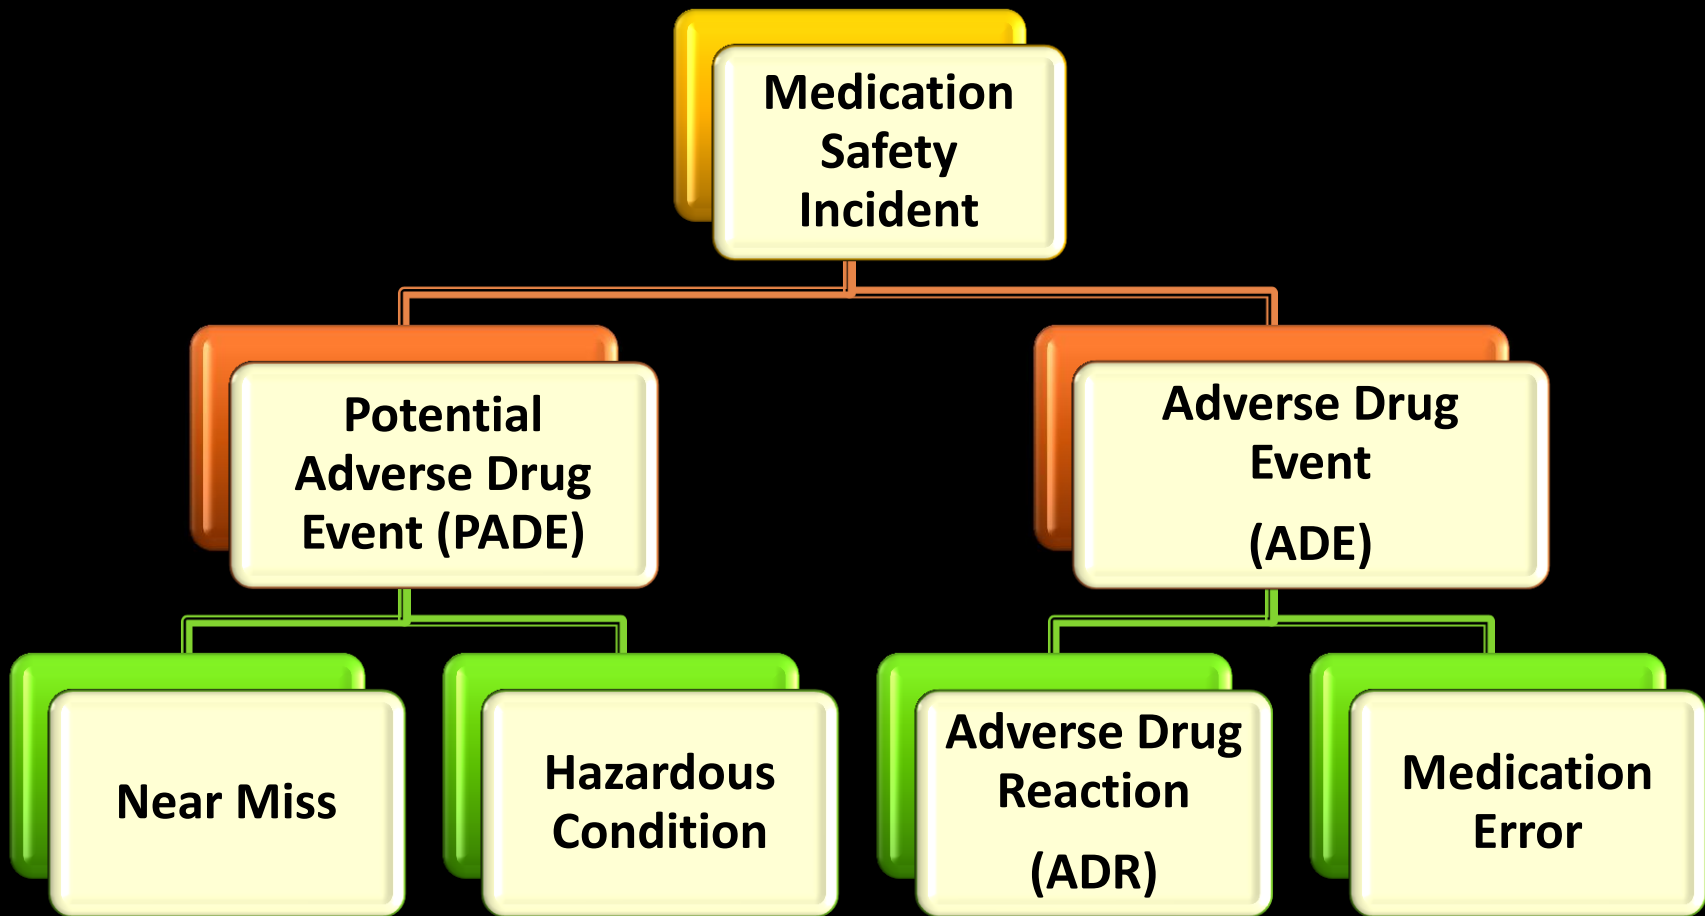 Medication
Safety
Incident
Potential
Adverse Drug
Event (PADE)
Adverse Drug
Event
(ADE)
Near Miss
Hazardous
Condition
Adverse Drug
Reaction
(ADR)
Medication
Error